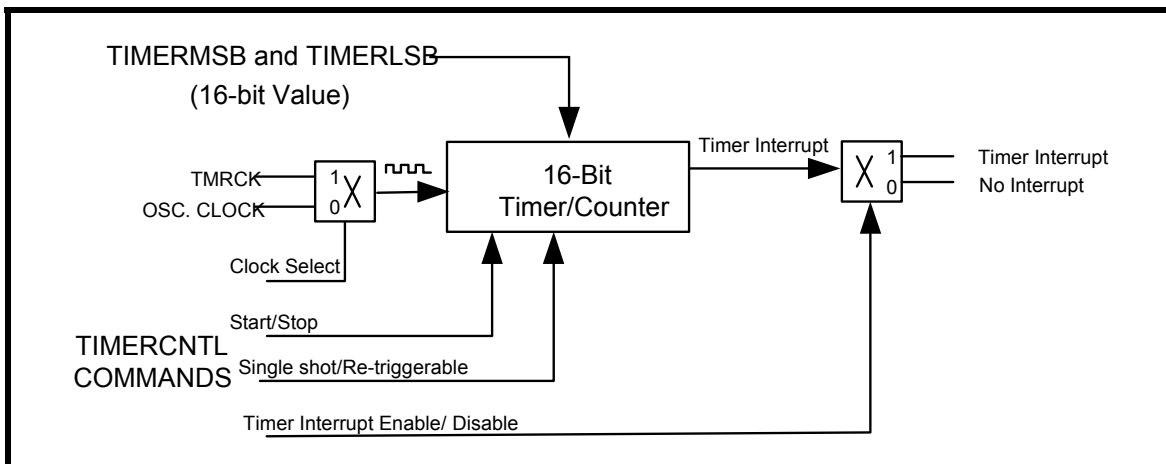 TIMERMSB and TIMERLSB
(16-bit Value)
Timer Interrupt
1
Timer Interrupt
X
0
No Interrupt
TMRCK
1
X
OSC. CLOCK
0
16-Bit
Timer/Counter
Clock Select
Start/Stop
TIMERCNTL
COMMANDS
Single shot/Re-triggerable
Timer Interrupt Enable/ Disable